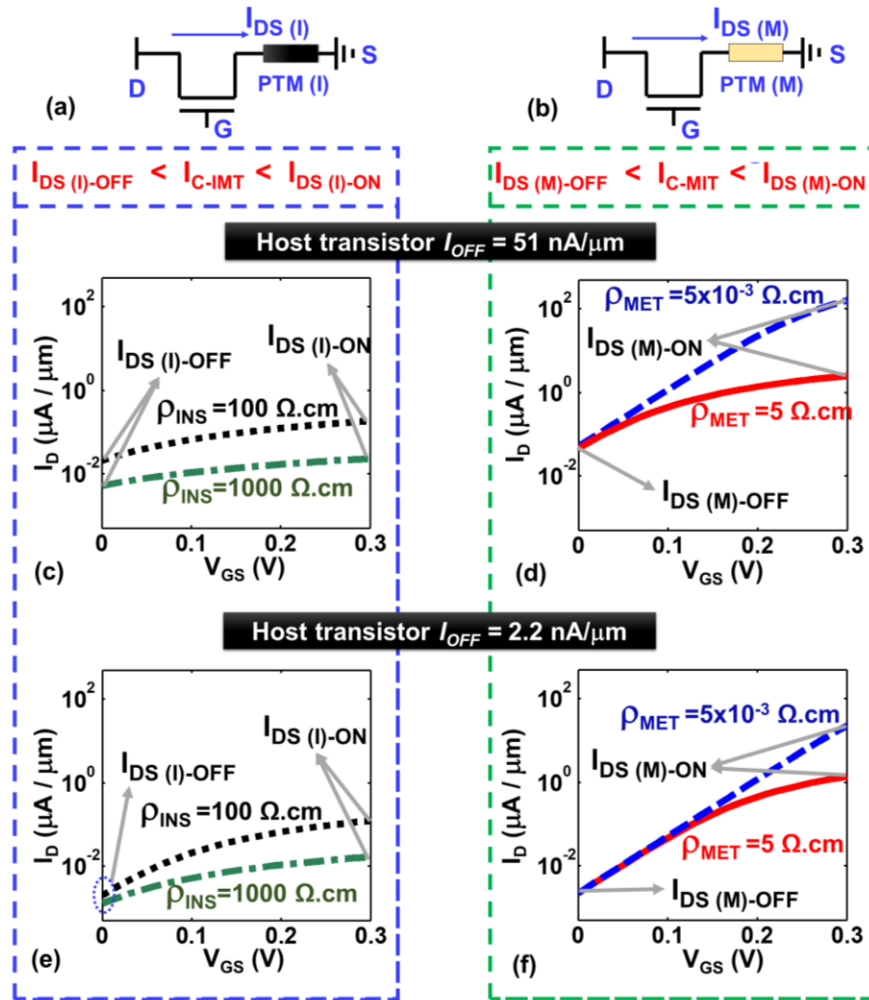 I_DS (I) I_DS (M)
D PTM (I) S D PTM (M) S
(a) G (b) G
I_DS (I)-OFF < I_C-IMT < I_DS (I)-ON I_DS (M)-OFF < I_C-MIT < I_DS (M)-ON
Host transistor I_OFF = 51 nA/μm
I_D (μA / μm)
10^2
10^0
10^-2
I_DS (I)-OFF
I_DS (I)-ON
ρ_INS = 100 Ω.cm
ρ_INS=1000 Ω.cm
0 0.1 0.2 0.3
(c) V_GS (V)
I_D (μA / μm)
10^2
10^0
10^-2
ρ_MET =5x10^-3 Ω.cm
I_DS (M)-ON
ρ_MET =5 Ω.cm
I_DS (M)-OFF
0 0.1 0.2 0.3
(d) V_GS (V)
Host transistor I_OFF = 2.2 nA/μm
I_D (μA / μm)
10^2
10^0
10^-2
I_DS (I)-ON
I_DS (I)-OFF
ρ_INS = 100 Ω.cm
ρ_INS=1000 Ω.cm
0 0.1 0.2 0.3
(e) V_GS (V)
I_D (μA / μm)
10^2
10^0
10^-2
ρ_MET =5x10^-3 Ω.cm
I_DS (M)-ON
ρ_MET =5 Ω.cm
I_DS (M)-OFF
0 0.1 0.2 0.3
(f) V_GS (V)